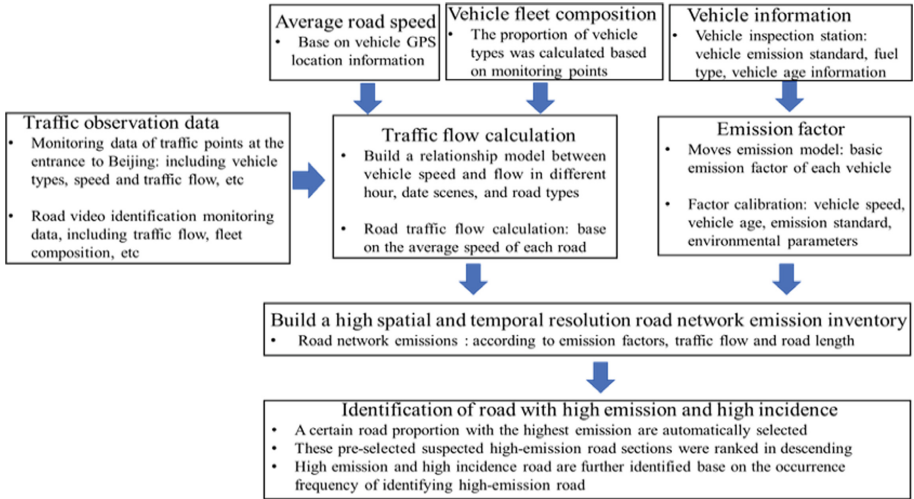 Average road speed
• Base on vehicle GPS
location information
Vehicle fleet composition
• The proportion of vehicle
types was calculated based
on monitoring points
Vehicle information
• Vehicle inspection station:
vehicle emission standard, fuel
type, vehicle age information
Traffic observation data
• Monitoring data of traffic points at the
entrance to Beijing: including vehicle
types, speed and traffic flow, etc
• Road video identification monitoring
data, including traffic flow, fleet
composition, etc
Traffic flow calculation
• Build a relationship model between
vehicle speed and flow in different
hour, date scenes, and road types
• Road traffic flow calculation: base
on the average speed of each road
Emission factor
• Moves emission model: basic
emission factor of each vehicle
• Factor calibration: vehicle speed,
vehicle age, emission standard,
environmental parameters
Build a high spatial and temporal resolution road network emission inventory
• Road network emissions : according to emission factors, traffic flow and road length
Identification of road with high emission and high incidence
• A certain road proportion with the highest emission are automatically selected
• These pre-selected suspected high-emission road sections were ranked in descending
• High emission and high incidence road are further identified base on the occurrence
frequency of identifying high-emission road